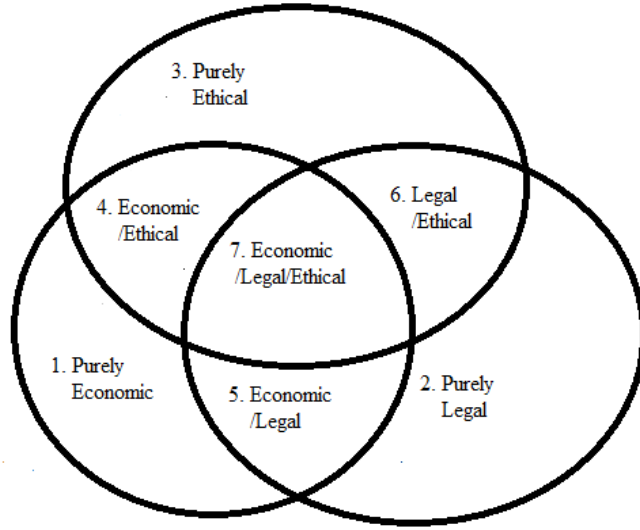 3. Purely
Ethical
4. Economic
/Ethical
6. Legal
/Ethical
7. Economic
/Legal/Ethical
1. Purely
Economic
5. Economic
/Legal
2. Purely
Legal